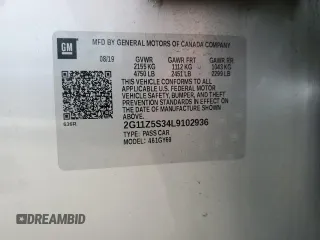 GM
MFD BY GENERAL MOTORS OF CANADA COMPANY
08/19 GVWR GAWR FRT GAWR RR
2155 KG 1112 KG 1043 KG
4750 LB 2451 LB 2299 LB
THIS VEHICLE CONFORMS TO ALL
APPLICABLE U.S. FEDERAL MOTOR
VEHICLE SAFETY, BUMPER, AND
THEFT PREVENTION STANDARDS IN
EFFECT ON THE DATE OF
MANUFACTURE SHOWN ABOVE.
2G11Z5S34L9102936
TYPE: PASS CAR
MODEL: 4B1GY69
DREAMBID